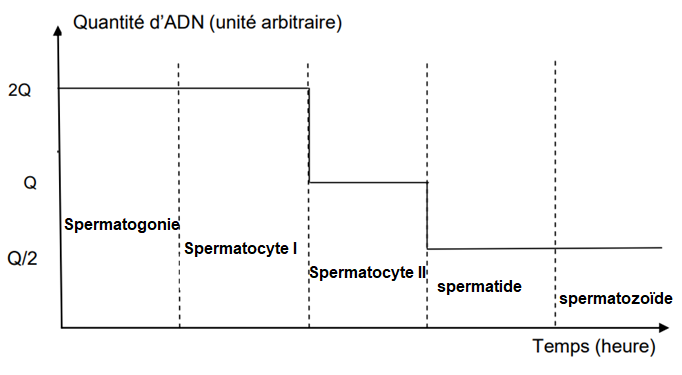 Quantité d'ADN (unité arbitraire)
2Q
Q
Q/2
Spermatogonie
Spermatocyte I
Spermatocyte II
spermatide
spermatozoïde
Temps (heure)